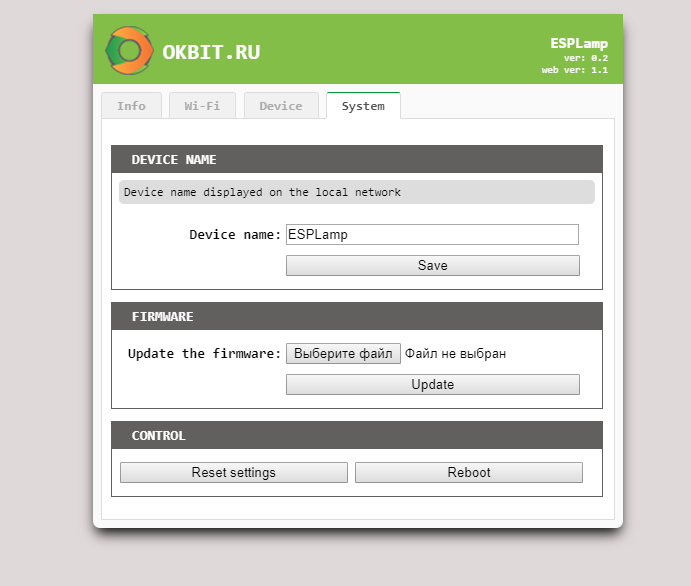 OKBIT.RU
ESPLamp
ver: 0.2
web ver: 1.1
Info Wi-Fi Device System
DEVICE NAME
Device name displayed on the local network
Device name: ESPLamp
Save
FIRMWARE
Update the firmware: Выберите файл Файл не выбран
Update
CONTROL
Reset settings Reboot